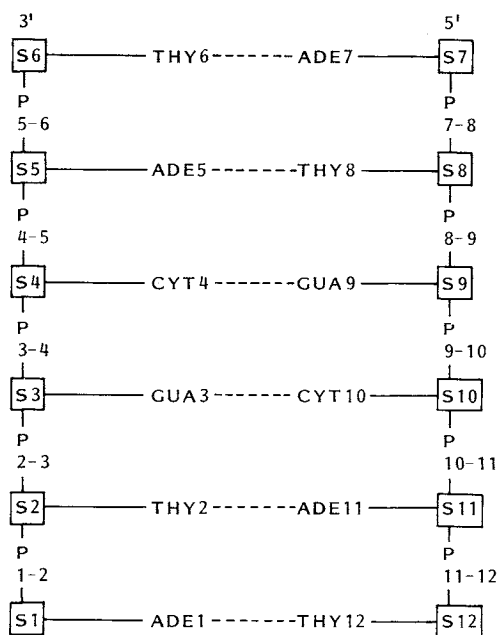 3' 5'
S6 THY6 ADE7 S7
P P
5-6 7-8
S5 ADE5 THY8 S8
P P
4-5 8-9
S4 CYT4 GUA9 S9
P P
3-4 9-10
S3 GUA3 CYT10 S10
P P
2-3 10-11
S2 THY2 ADE11 S11
P P
1-2 11-12
S1 ADE1 THY12 S12